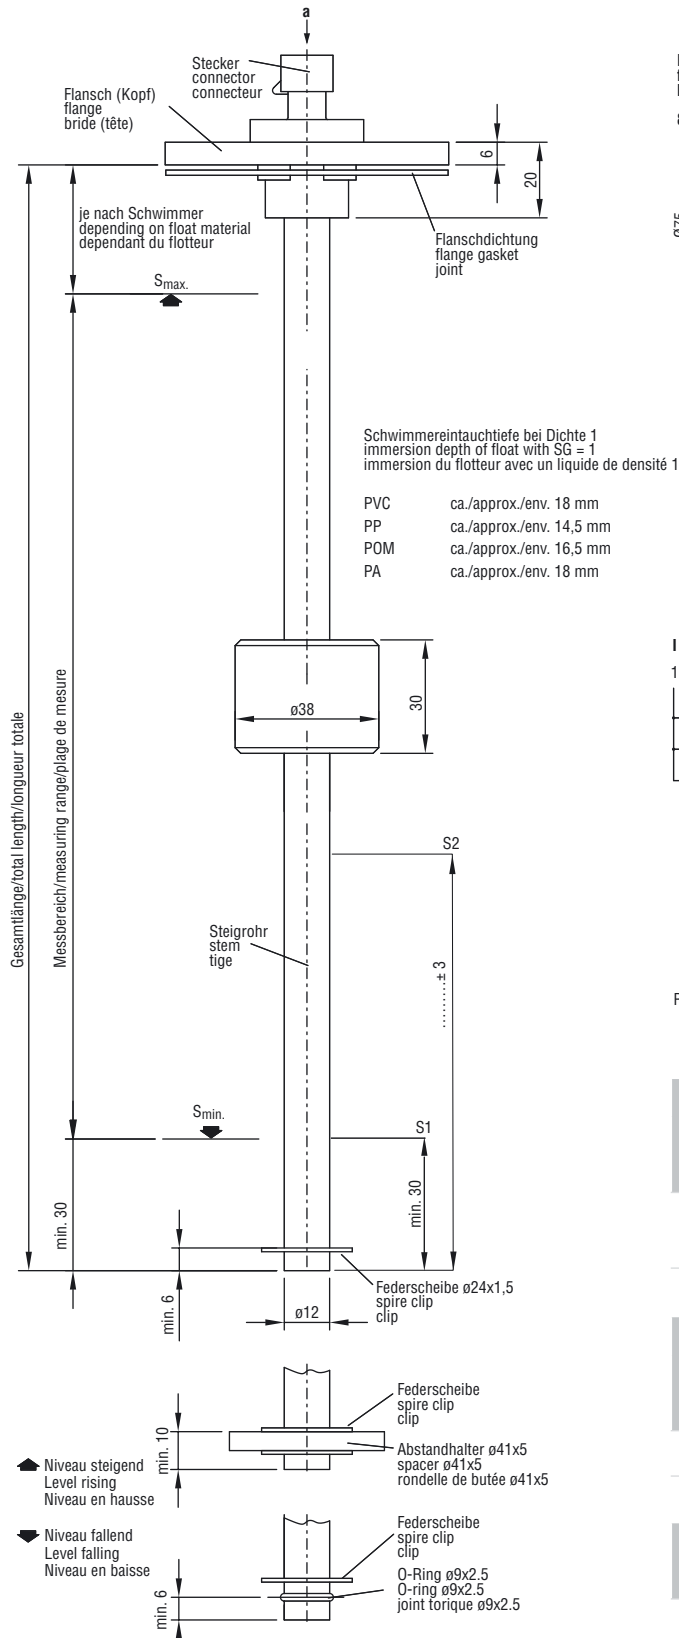 a
Stecker
connector
connecteur
Flansch (Kopf)
flange
bride (tête)
6
20
je nach Schwimmer
depending on float material
dependant du flotteur
Flanschdichtung
flange gasket
joint
Smax.
Schwimmereintauchtiefe bei Dichte 1
immersion depth of float with SG = 1
immersion du flotteur avec un liquide de densité 1
PVC ca./approx./env. 18 mm
PP ca./approx./env. 14,5 mm
POM ca./approx./env. 16,5 mm
PA ca./approx./env. 18 mm
ø38
30
Gesamtlänge/total length/longueur totale
Messbereich/measuring range/plage de mesure
S2
Steigrohr
stem
tige
.........± 3
Smin.
S1
min. 30
min. 30
min. 6
ø12
Federscheibe ø24x1,5
spire clip
clip
Federscheibe
spire clip
clip
min. 10
Abstandhalter ø41x5
spacer ø41x5
rondelle de butée ø41x5
Niveau steigend
Level rising
Niveau en hausse
Niveau fallend
Level falling
Niveau en baisse
Federscheibe
spire clip
clip
O-Ring ø9x2.5
O-ring ø9x2.5
joint torique ø9x2.5
min. 6
ø75
1